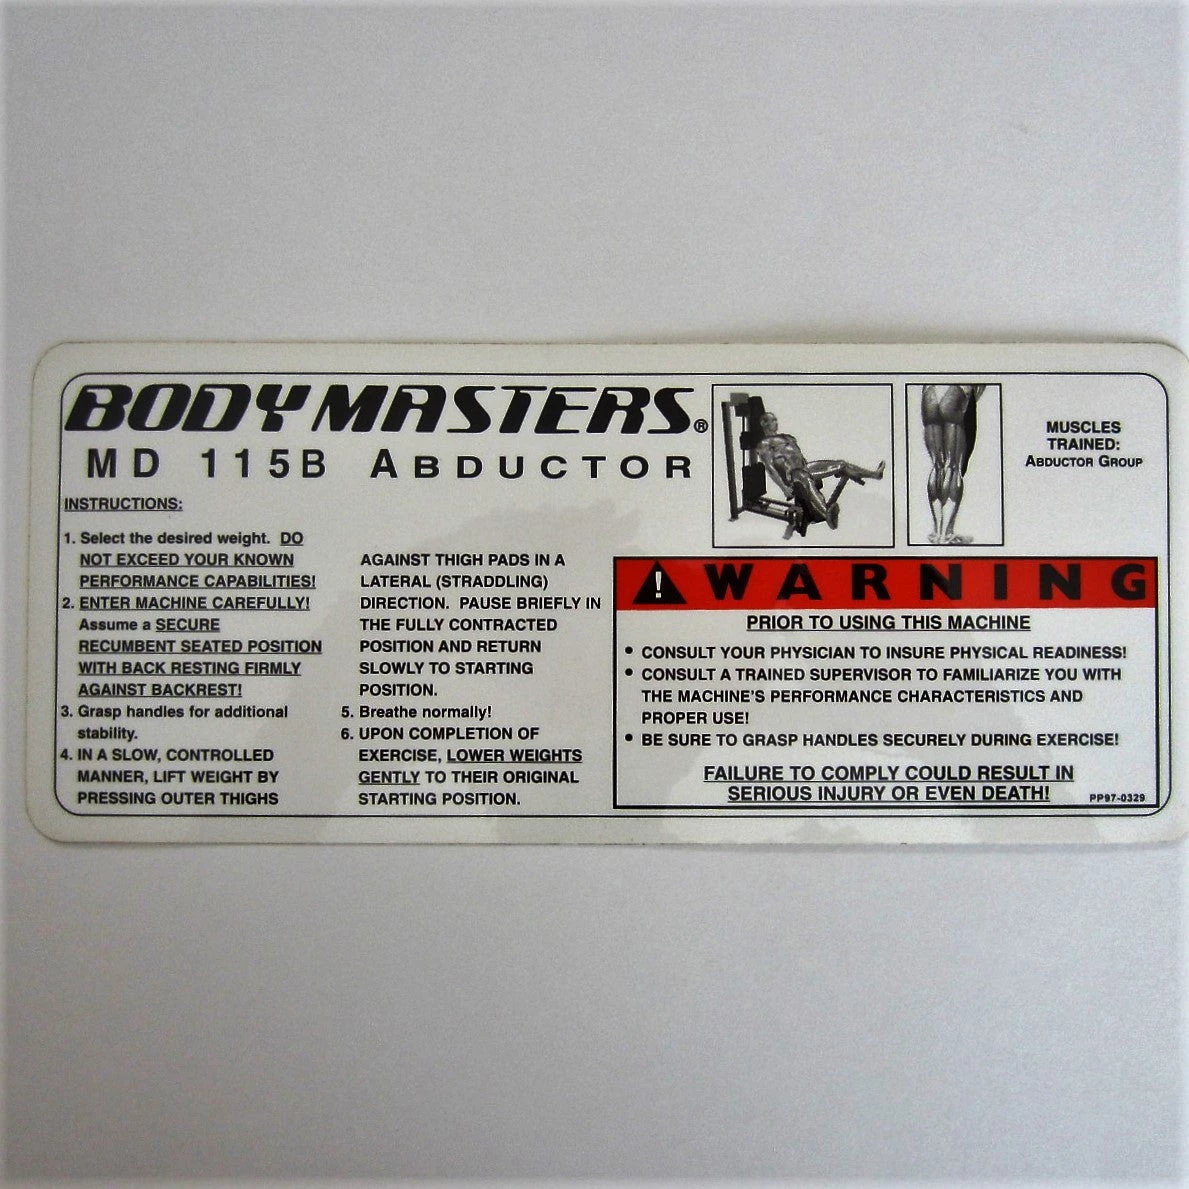 BODYMASTERS®
MD 115B ABDUCTOR
INSTRUCTIONS:
1. Select the desired weight. DO
NOT EXCEED YOUR KNOWN
PERFORMANCE CAPABILITIES!
2. ENTER MACHINE CAREFULLY!
Assume a SECURE
RECUMBENT SEATED POSITION
WITH BACK RESTING FIRMLY
AGAINST BACKREST!
3. Grasp handles for additional
stability.
4. IN A SLOW, CONTROLLED
MANNER, LIFT WEIGHT BY
PRESSING OUTER THIGHS
AGAINST THIGH PADS IN A
LATERAL (STRADDLING)
DIRECTION. PAUSE BRIEFLY IN
THE FULLY CONTRACTED
POSITION AND RETURN
SLOWLY TO STARTING
POSITION.
5. Breathe normally!
6. UPON COMPLETION OF
EXERCISE, LOWER WEIGHTS
GENTLY TO THEIR ORIGINAL
STARTING POSITION.
MUSCLES
TRAINED:
ABDUCTOR GROUP
WARNING
PRIOR TO USING THIS MACHINE
• CONSULT YOUR PHYSICIAN TO INSURE PHYSICAL READINESS!
• CONSULT A TRAINED SUPERVISOR TO FAMILIARIZE YOU WITH
THE MACHINE'S PERFORMANCE CHARACTERISTICS AND
PROPER USE!
• BE SURE TO GRASP HANDLES SECURELY DURING EXERCISE!
FAILURE TO COMPLY COULD RESULT IN
SERIOUS INJURY OR EVEN DEATH!
PP97-0329